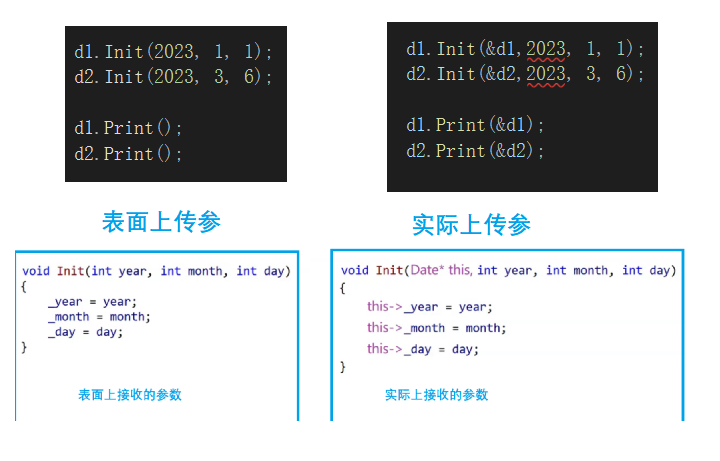 d1.Init(2023, 1, 1);
d2.Init(2023, 3, 6);
d1.Print();
d2.Print();
d1.Init(&d1,2023, 1, 1);
d2.Init(&d2,2023, 3, 6);
d1.Print(&d1);
d2.Print(&d2);
表面上传参
实际上传参
void Init(int year, int month, int day)
{
_year = year;
_month = month;
_day = day;
}
表面上接收的参数
void Init(Date* this, int year, int month, int day)
{
this->_year = year;
this->_month = month;
this->_day = day;
}
实际上接收的参数